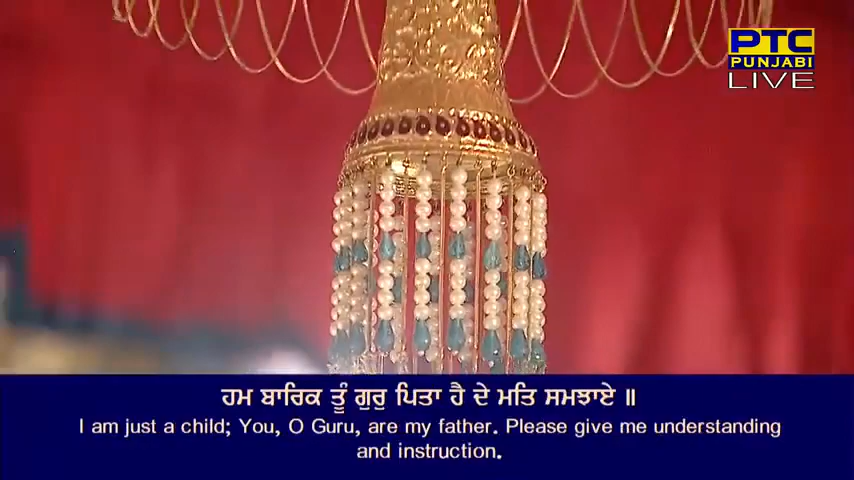 PTC
PUNJABI
LIVE
ਹਮ ਬਾਰਿਕ ਤੂੰ ਗੁਰੁ ਪਿਤਾ ਹੈ ਦੇ ਮਤਿ ਸਮਝਾਏ ॥
I am just a child; You, O Guru, are my father. Please give me understanding
and instruction.